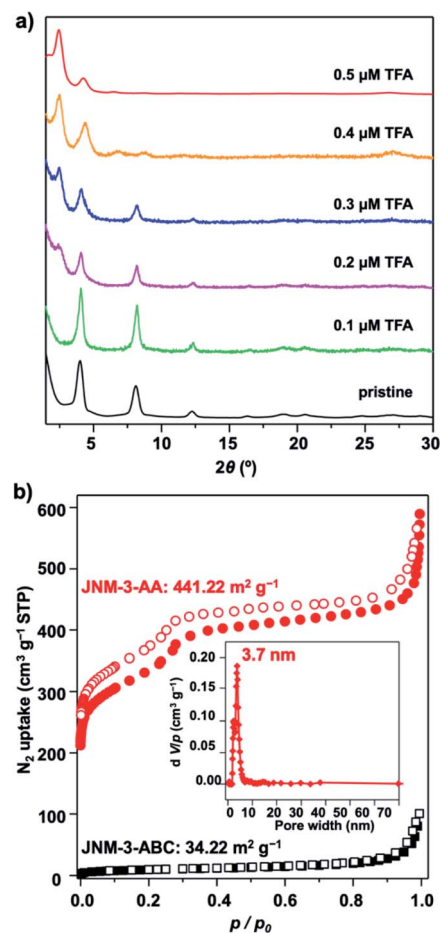 a)
0.5 µM TFA
0.4 µM TFA
0.3 µM TFA
0.2 µM TFA
0.1 µM TFA
pristine
5 10 15 20 25 30
2θ (º)
b)
600
500
400
300
200
100
0
N₂ uptake (cm³ g⁻¹ STP)
JNM-3-AA: 441.22 m² g⁻¹
3.7 nm
0.20
0.15
0.10
0.05
0.00
d V/p (cm³ g⁻¹)
0 10 20 30 40 50 60 70
Pore width (nm)
JNM-3-ABC: 34.22 m² g⁻¹
0.0 0.2 0.4 0.6 0.8 1.0
p / p₀